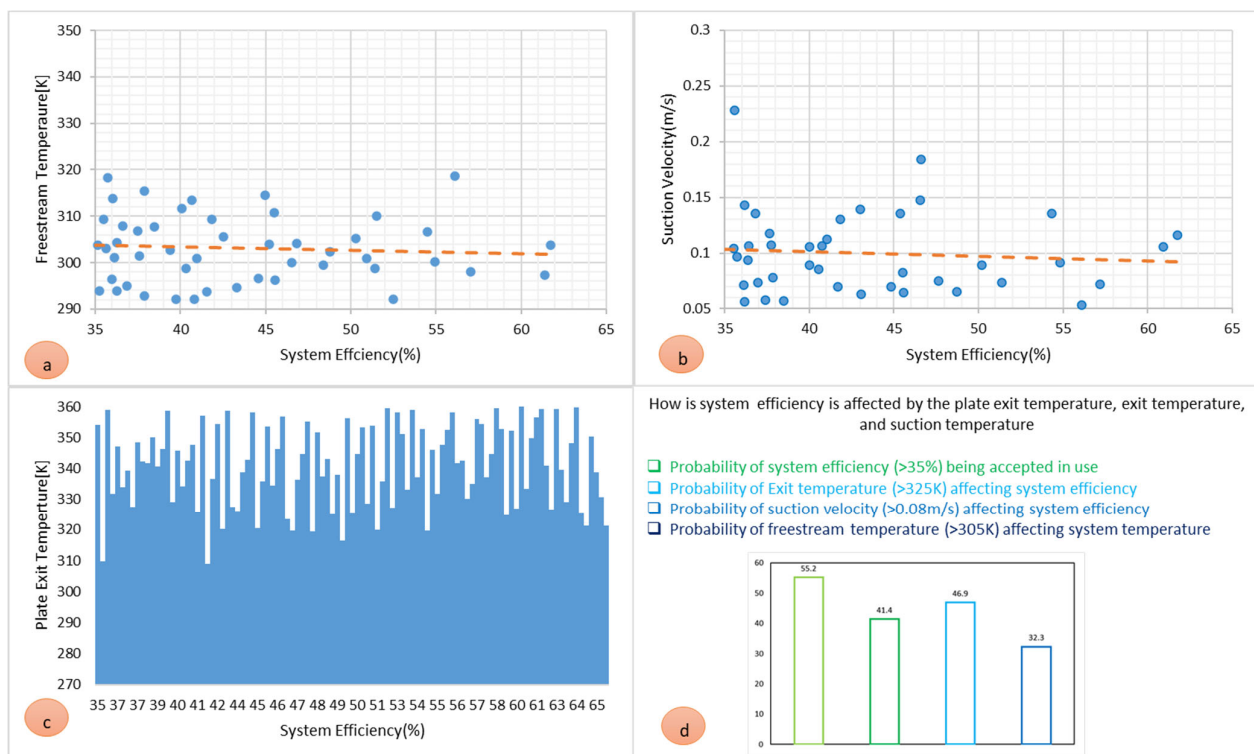 Freestream Temperaure[K]
350
340
330
320
310
300
290
35 40 45 50 55 60 65
System Effciency(%)
a
Suction Velocity(m/s)
0.3
0.25
0.2
0.15
0.1
0.05
35 40 45 50 55 60 65
System Efficiency(%)
b
Plate Exit Temperture[K]
360
350
340
330
320
310
300
290
280
270
35 37 37 39 40 41 42 44 45 46 47 49 50 52 53 54 56 57 58 60 61 63 64 65
System Efficiency(%)
c
How is system efficiency is affected by the plate exit temperature, exit temperature,
and suction temperature
Probability of system efficiency (>35%) being accepted in use
Probability of Exit temperature (>325K) affecting system efficiency
Probability of suction velocity (>0.08m/s) affecting system efficiency
Probability of freestream temperature (>305K) affecting system temperature
60
50
40
30
20
10
0
55.2
41.4
46.9
32.3
d